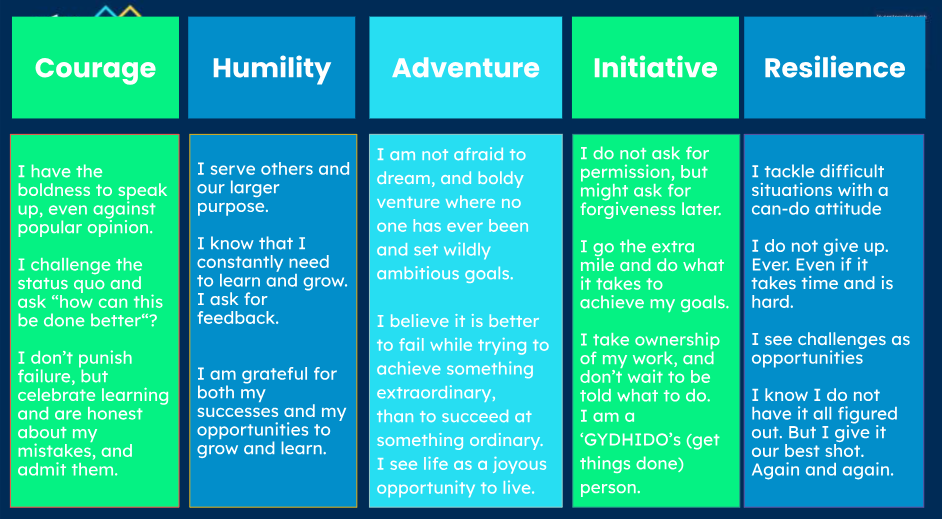 Courage
Humility
Adventure
Initiative
Resilience
I have the
boldness to speak
up, even against
popular opinion.
I challenge the
status quo and
ask “how can this
be done better“?
I don’t punish
failure, but
celebrate learning
and are honest
about my
mistakes, and
admit them.
I serve others and
our larger
purpose.
I know that I
constantly need
to learn and grow.
I ask for
feedback.
I am grateful for
both my
successes and my
opportunities to
grow and learn.
I am not afraid to
dream, and boldy
venture where no
one has ever been
and set wildly
ambitious goals.
I believe it is better
to fail while trying to
achieve something
extraordinary,
than to succeed at
something ordinary.
I see life as a joyous
opportunity to live.
I do not ask for
permission, but
might ask for
forgiveness later.
I go the extra
mile and do what
it takes to
achieve my goals.
I take ownership
of my work, and
don’t wait to be
told what to do.
I am a
‘GYDHIDO’s (get
things done)
person.
I tackle difficult
situations with a
can-do attitude
I do not give up.
Ever. Even if it
takes time and is
hard.
I see challenges as
opportunities
I know I do not
have it all figured
out. But I give it
our best shot.
Again and again.